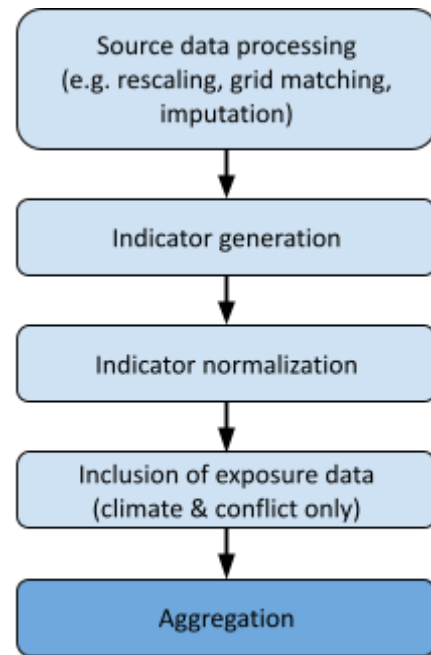 Source data processing
(e.g. rescaling, grid matching,
imputation)
Indicator generation
Indicator normalization
Inclusion of exposure data
(climate & conflict only)
Aggregation